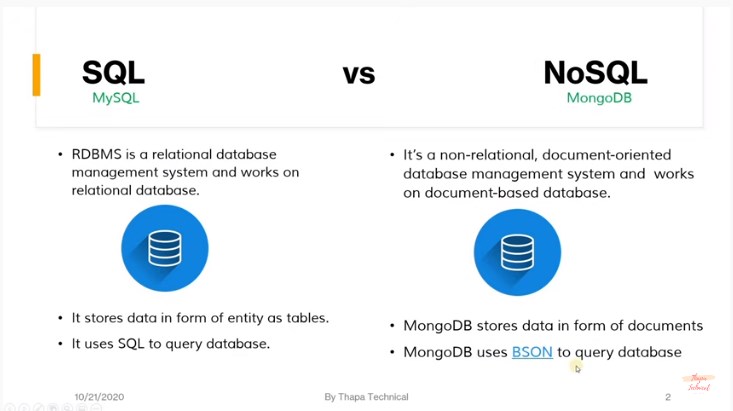 SQL
vs
NoSQL
MySQL
MongoDB
• RDBMS is a relational database
management system and works on
relational database.
• It stores data in form of entity as tables.
• It uses SQL to query database.
• It's a non-relational, document-oriented
database management system and works
on document-based database.
• MongoDB stores data in form of documents
• MongoDB uses BSON to query database
10/21/2020
By Thapa Technical
2
Thapa
Technical